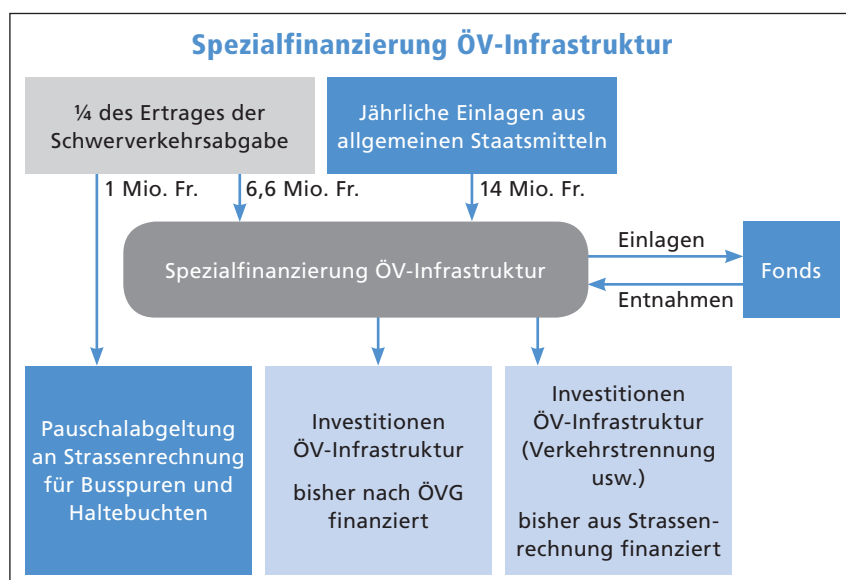 Spezialfinanzierung ÖV-Infrastruktur
¼ des Ertrages der
Schwerverkehrsabgabe
Jährliche Einlagen aus
allgemeinen Staatsmitteln
1 Mio. Fr.
6,6 Mio. Fr.
14 Mio. Fr.
Spezialfinanzierung ÖV-Infrastruktur
Einlagen
Entnahmen
Fonds
Pauschalabgeltung
an Strassenrechnung
für Busspuren und
Haltebuchten
Investitionen
ÖV-Infrastruktur
bisher nach ÖVG
finanziert
Investitionen
ÖV-Infrastruktur
(Verkehrstrennung
usw.)
bisher aus Strassen-
rechnung finanziert